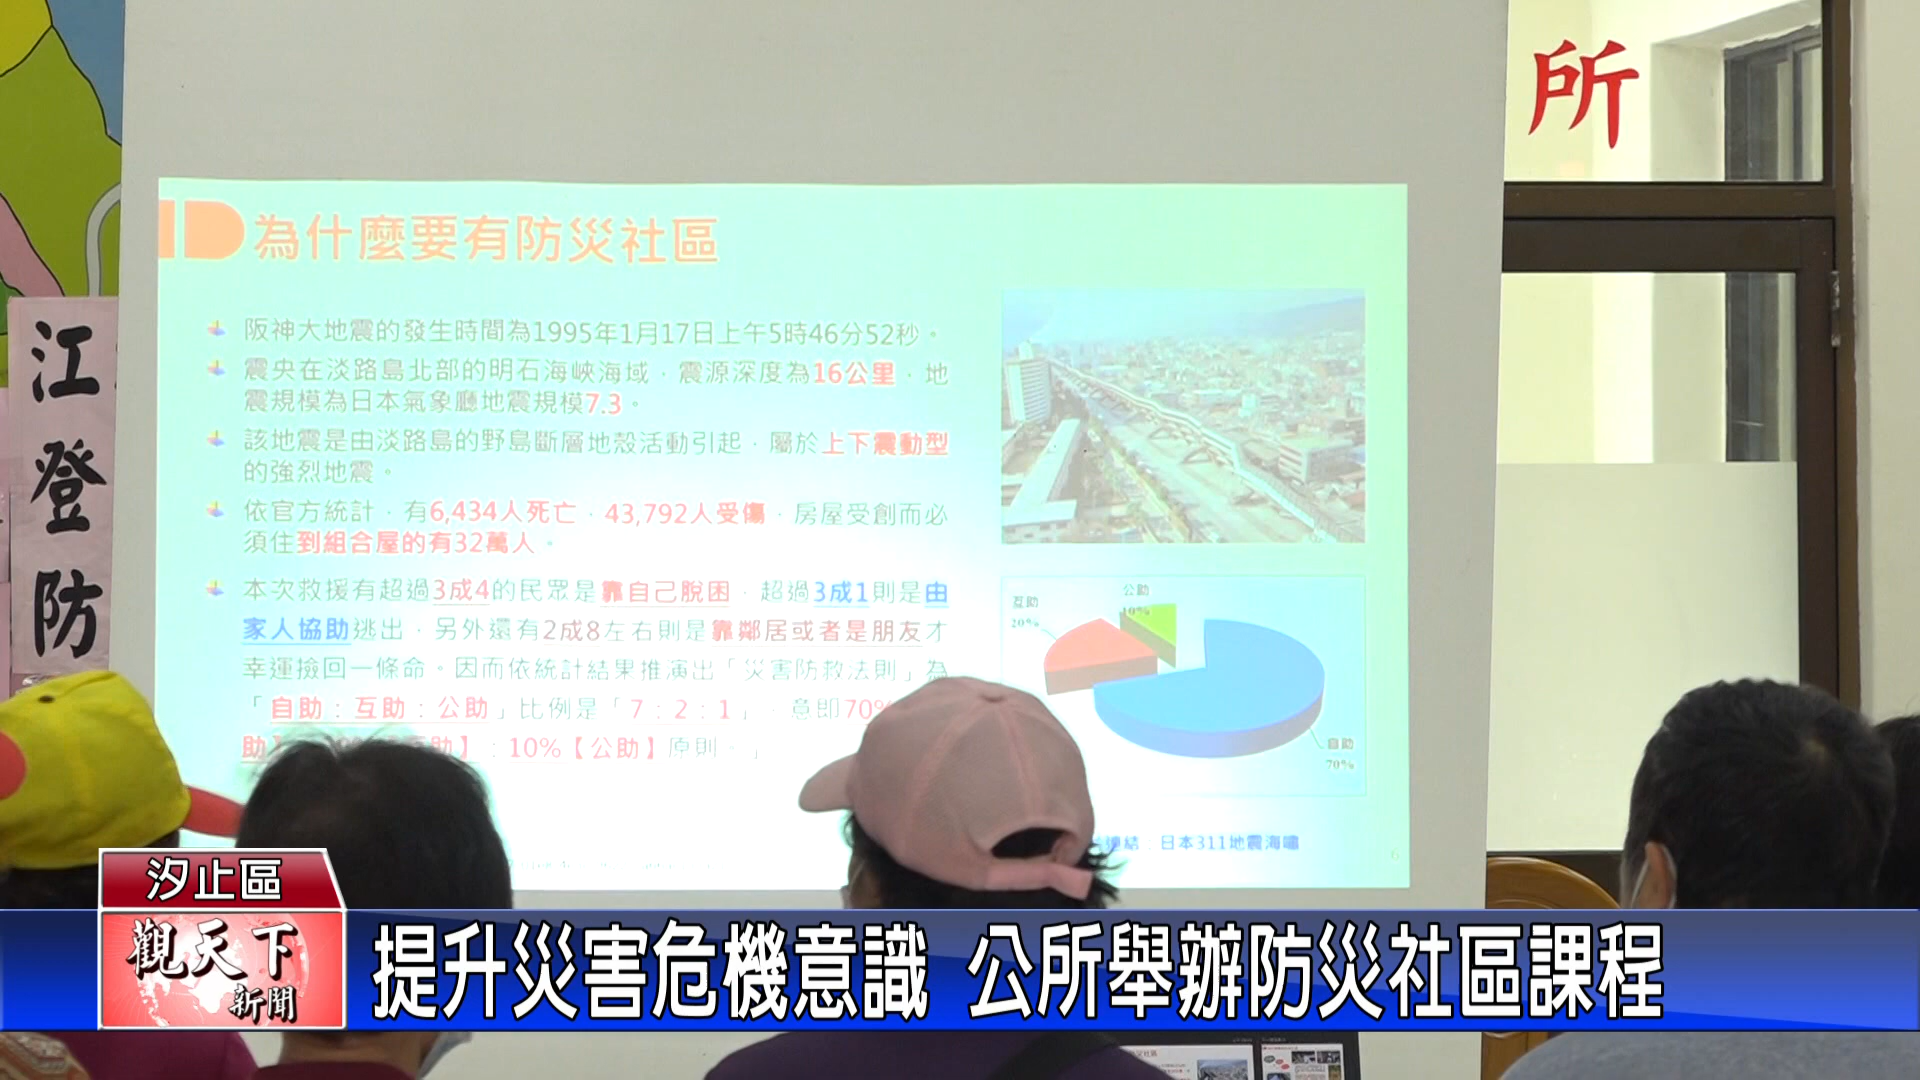 所
江
登
防
為什麼要有防災社區
阪神大地震的發生時間為1995年1月17日上午5時46分52秒。
震央在淡路島北部的明石海峽海域，震源深度為16公里，地
震規模為日本氣象廳地震規模7.3。
該地震是由淡路島的野島斷層地殼活動引起，屬於上下震動型
的強烈地震。
依官方統計，有6,434人死亡，43,792人受傷，房屋受創而必
須住到組合屋的有32萬人。
本次救援有超過3成4的民眾是靠自己脫困，超過3成1則是由
家人協助逃出，另外還有2成8左右則是靠鄰居或者是朋友才
幸運撿回一條命。因而依統計結果推演出「災害防救法則」為
「自助：互助：公助」比例是「7：2：1」，意即70%
助】：10%【公助】原則。」
互助
20%
公助
10%
自助
70%
連結：日本311地震海嘯
6
汐止區
觀天下
新聞
提升災害危機意識 公所舉辦防災社區課程